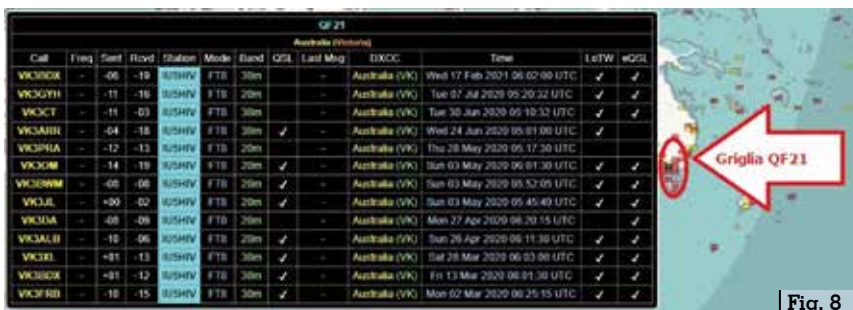 QF21
Australia (Victoria)
Call Freq Sent Rcvd Station Mode Band QSL Last Msg DXCC Time LoTW eQSL
VK3BDX - -06 -19 IU5HIV FT8 30m - Australia (VK) Wed 17 Feb 2021 06:02:00 UTC ✓ ✓
VK3GYH - -11 -16 IU5HIV FT8 20m - Australia (VK) Tue 07 Jul 2020 05:20:32 UTC ✓ ✓
VK3CT - -11 -03 IU5HIV FT8 30m - Australia (VK) Tue 30 Jun 2020 05:10:32 UTC ✓ ✓
VK3ARR - -04 -18 IU5HIV FT8 30m ✓ - Australia (VK) Wed 24 Jun 2020 05:01:00 UTC ✓
VK3PRA - -12 -13 IU5HIV FT8 20m - Australia (VK) Thu 28 May 2020 05:17:30 UTC
VK3OM - -14 -19 IU5HIV FT8 20m ✓ - Australia (VK) Sun 03 May 2020 06:01:30 UTC ✓ ✓
VK3BWM - -08 -08 IU5HIV FT8 20m ✓ - Australia (VK) Sun 03 May 2020 05:52:05 UTC ✓ ✓
VK3JL - +00 -02 IU5HIV FT8 20m ✓ - Australia (VK) Sun 03 May 2020 05:45:49 UTC ✓ ✓
VK3DA - -08 -09 IU5HIV FT8 20m - Australia (VK) Mon 27 Apr 2020 06:20:15 UTC ✓
VK3ALB - -10 -06 IU5HIV FT8 20m ✓ - Australia (VK) Sun 26 Apr 2020 06:11:30 UTC ✓ ✓
VK3XL - +01 -13 IU5HIV FT8 20m ✓ - Australia (VK) Sat 28 Mar 2020 06:03:00 UTC ✓ ✓
VK3BDX - +01 -12 IU5HIV FT8 30m ✓ - Australia (VK) Fri 13 Mar 2020 08:01:30 UTC ✓ ✓
VK3FRB - -10 -15 IU5HIV FT8 30m ✓ - Australia (VK) Mon 02 Mar 2020 08:25:15 UTC ✓ ✓
Griglia QF21
Fig. 8